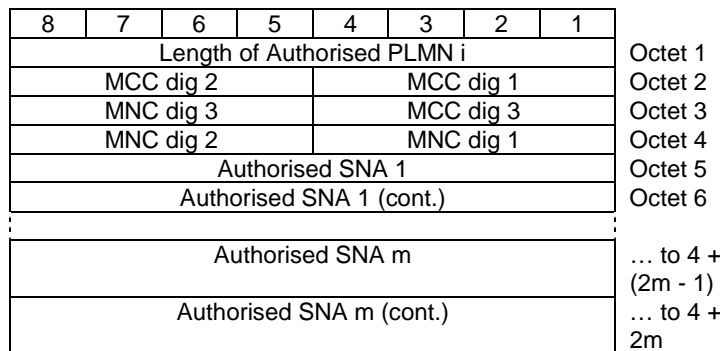 8 7 6 5 4 3 2 1
Length of Authorised PLMN i Octet 1
MCC dig 2 MCC dig 1 Octet 2
MNC dig 3 MCC dig 3 Octet 3
MNC dig 2 MNC dig 1 Octet 4
Authorised SNA 1 Octet 5
Authorised SNA 1 (cont.) Octet 6
Authorised SNA m … to 4 +
(2m - 1)
Authorised SNA m (cont.) … to 4 +
2m